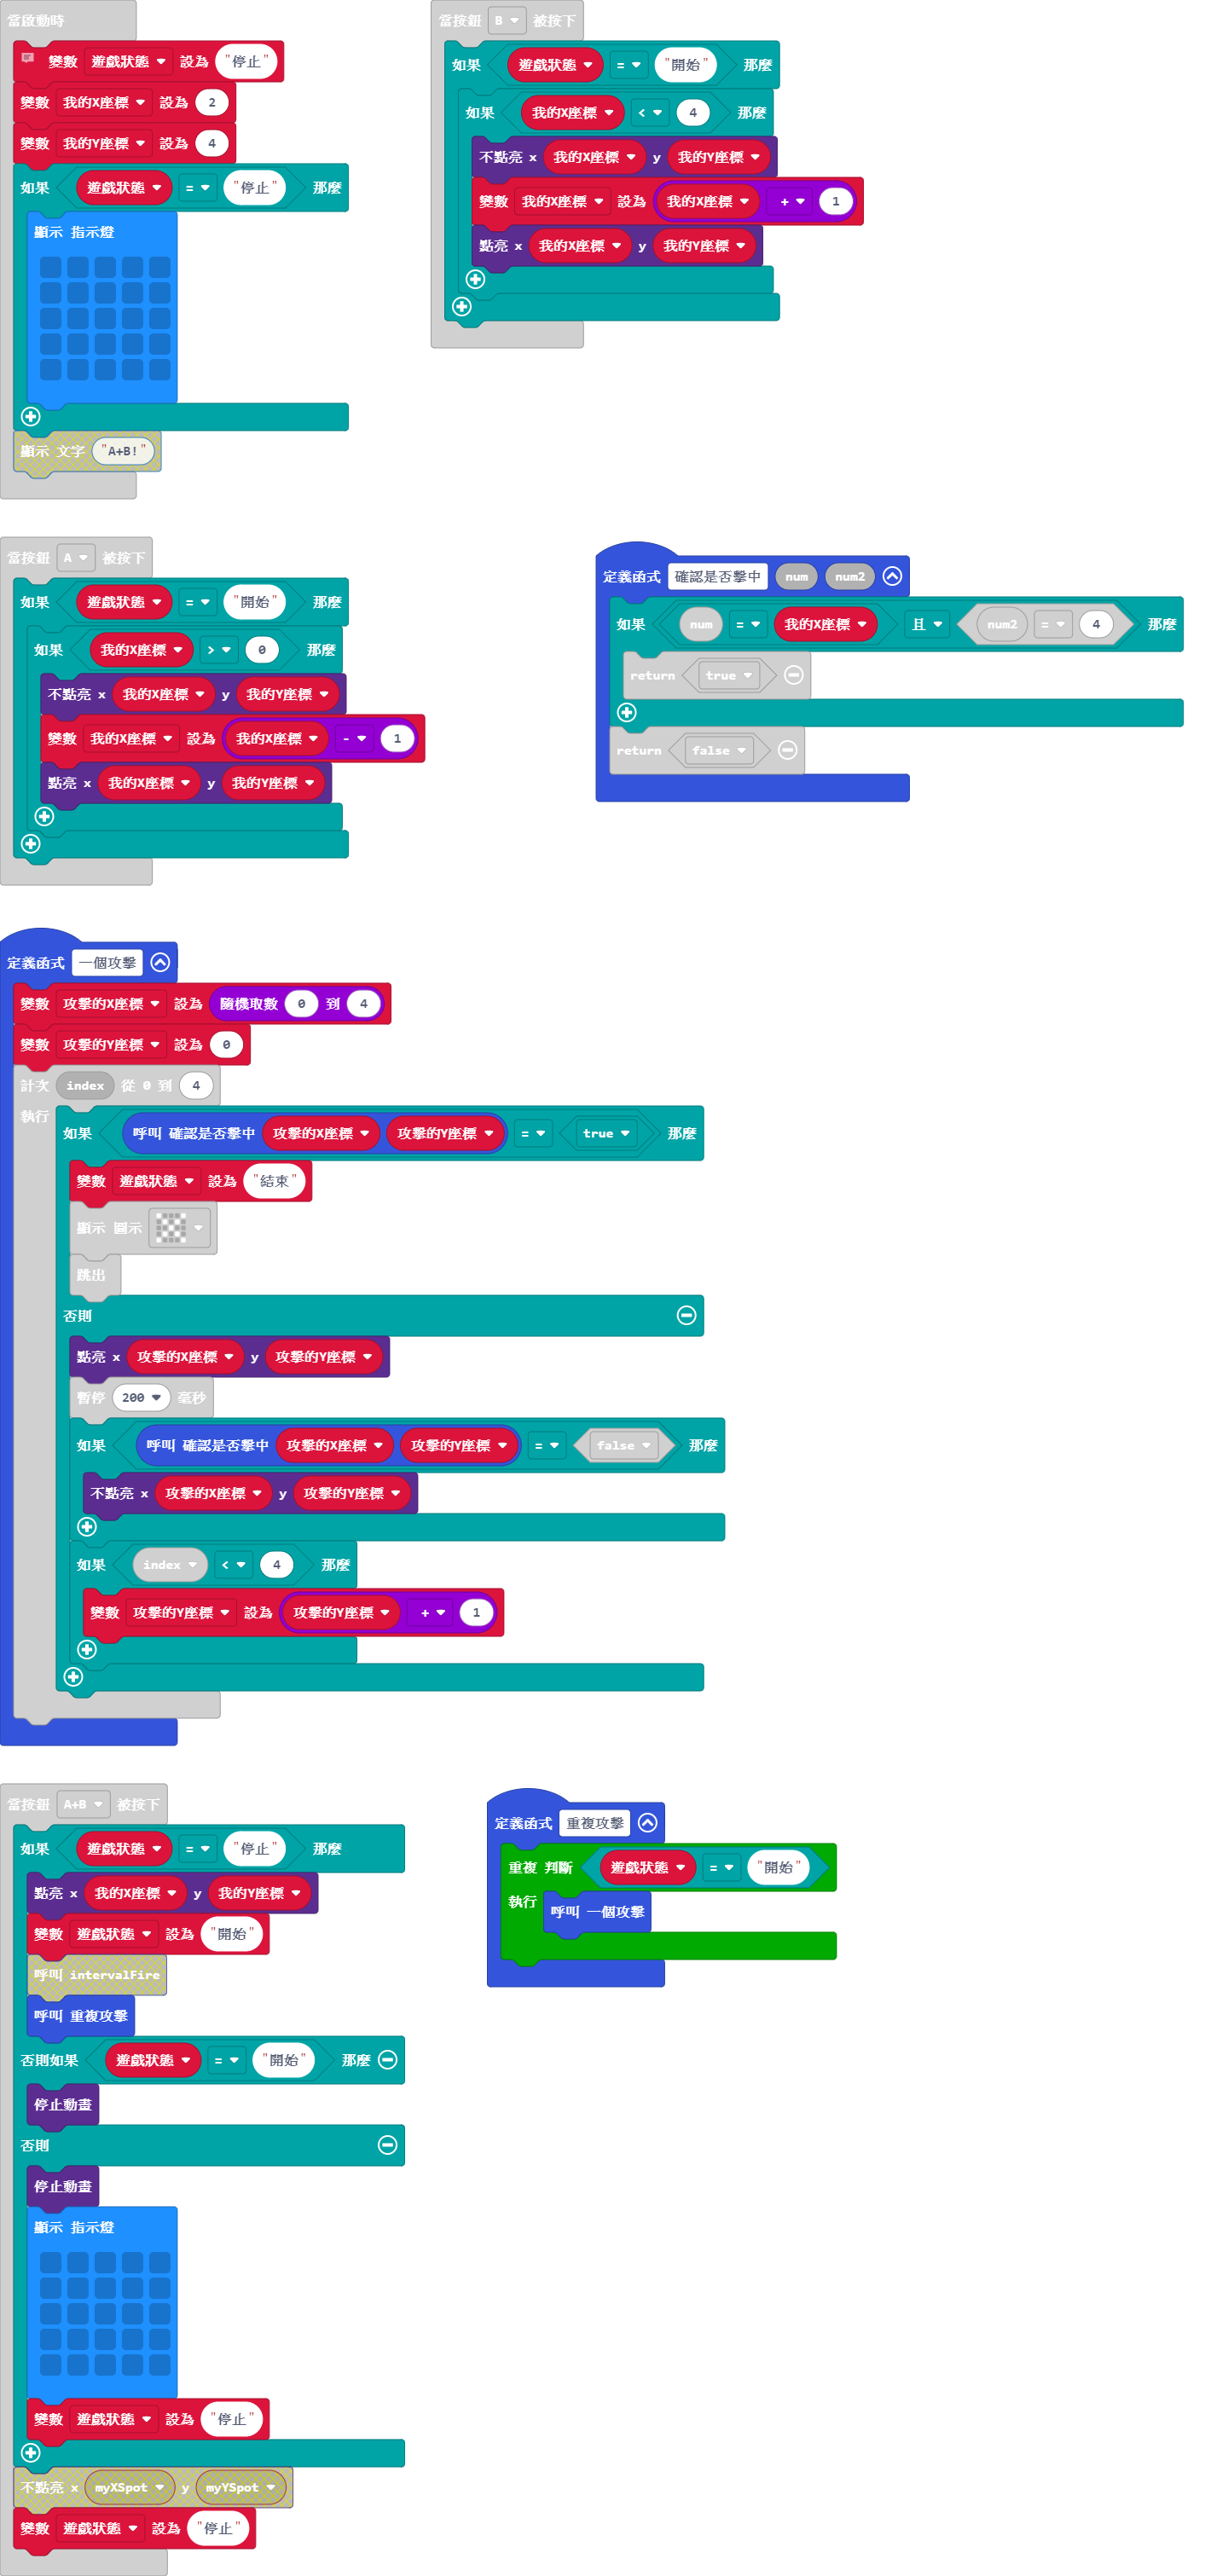 當啟動時
變數 遊戲狀態 設為 "停止"
變數 我的X座標 設為 2
變數 我的Y座標 設為 4
如果 遊戲狀態 = "停止" 那麼
顯示 指示燈
顯示 文字 "A+B!"
當按鈕 B 被按下
如果 遊戲狀態 = "開始" 那麼
如果 我的X座標 < 4 那麼
不點亮 x 我的X座標 y 我的Y座標
變數 我的X座標 設為 我的X座標 + 1
點亮 x 我的X座標 y 我的Y座標
當按鈕 A 被按下
如果 遊戲狀態 = "開始" 那麼
如果 我的X座標 > 0 那麼
不點亮 x 我的X座標 y 我的Y座標
變數 我的X座標 設為 我的X座標 - 1
點亮 x 我的X座標 y 我的Y座標
定義函式 確認是否擊中 num num2
如果 num = 我的X座標 且 num2 = 4 那麼
return true
return false
定義函式 一個攻擊
變數 攻擊的X座標 設為 隨機取數 0 到 4
變數 攻擊的Y座標 設為 0
計次 index 從 0 到 4
執行
如果 呼叫 確認是否擊中 攻擊的X座標 攻擊的Y座標 = true 那麼
變數 遊戲狀態 設為 "結束"
顯示 圖示
跳出
否則
點亮 x 攻擊的X座標 y 攻擊的Y座標
暫停 200 毫秒
如果 呼叫 確認是否擊中 攻擊的X座標 攻擊的Y座標 = false 那麼
不點亮 x 攻擊的X座標 y 攻擊的Y座標
如果 index < 4 那麼
變數 攻擊的Y座標 設為 攻擊的Y座標 + 1
當按鈕 A+B 被按下
如果 遊戲狀態 = "停止" 那麼
點亮 x 我的X座標 y 我的Y座標
變數 遊戲狀態 設為 "開始"
呼叫 intervalFire
呼叫 重複攻擊
否則如果 遊戲狀態 = "開始" 那麼
停止動畫
否則
停止動畫
顯示 指示燈
變數 遊戲狀態 設為 "停止"
不點亮 x myXSpot y myYSpot
變數 遊戲狀態 設為 "停止"
定義函式 重複攻擊
重複 判斷 遊戲狀態 = "開始"
執行 呼叫 一個攻擊